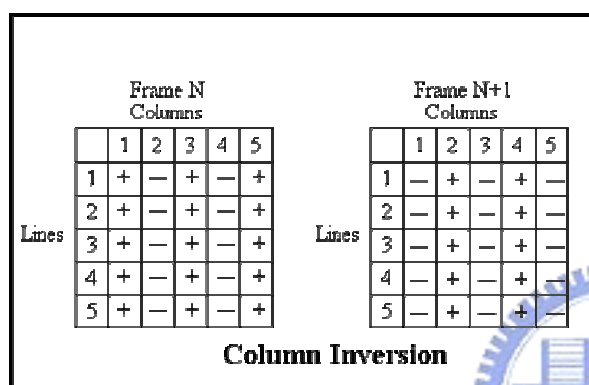 Frame N
Columns
1 2 3 4 5
1 + — + — +
2 + — + — +
Lines 3 + — + — +
4 + — + — +
5 + — + — +
Frame N+1
Columns
1 2 3 4 5
1 — + — + —
2 — + — + —
Lines 3 — + — + —
4 — + — + —
5 — + — + —
Column Inversion